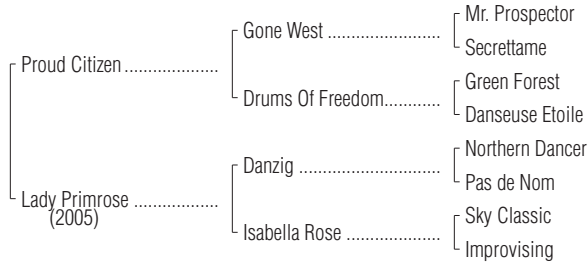 Mr. Prospector
Gone West ........................
Secrettame
Proud Citizen ....................
Green Forest
Drums Of Freedom............
Danseuse Etoile
Northern Dancer
Danzig ...........................
Pas de Nom
Lady Primrose ..................
(2005)
Sky Classic
Isabella Rose ....................
Improvising